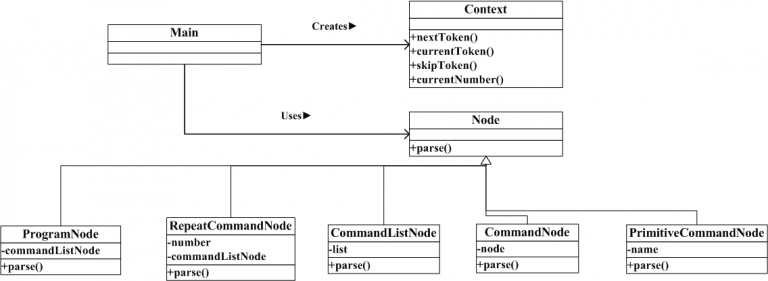 Context
Main
Creates▶
+nextToken()
+currentToken()
+skipToken()
+currentNumber()
Uses▶
Node
+parse()
ProgramNode
-commandListNode
+parse()
RepeatCommandNode
-number
-commandListNode
+parse()
CommandListNode
-list
+parse()
CommandNode
-node
+parse()
PrimitiveCommandNode
-name
+parse()